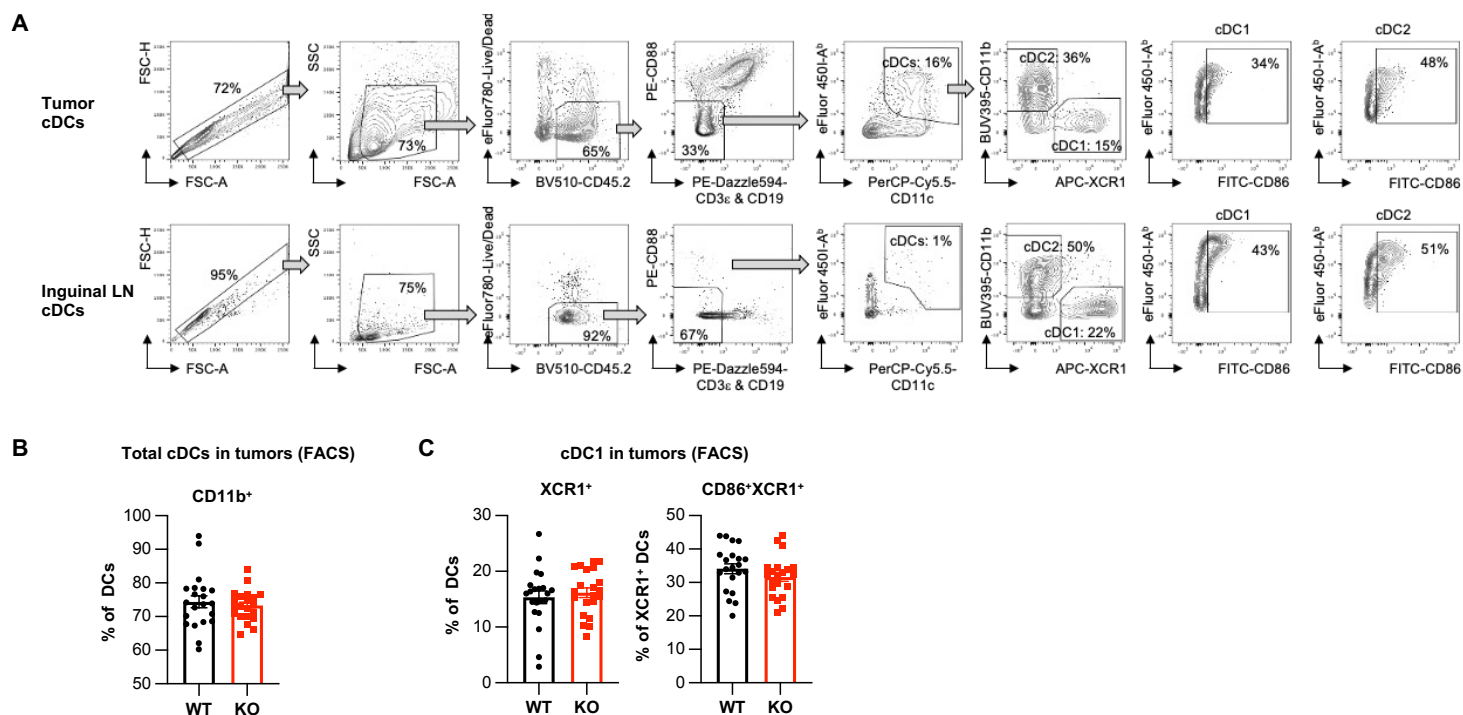 A
Tumor
cDCs
FSC-H
72%
FSC-A
SSC
73%
FSC-A
eFluor780-Live/Dead
65%
BV510-CD45.2
PE-CD88
33%
PE-Dazzle594-
CD3ε & CD19
eFluor 450I-Aᵇ
cDCs: 16%
PerCP-Cy5.5-
CD11c
BUV395-CD11b
cDC2: 36%
cDC1: 15%
APC-XCR1
cDC1
eFluor 450-I-Aᵇ
34%
FITC-CD86
cDC2
eFluor 450-I-Aᵇ
48%
FITC-CD86
Inguinal LN
cDCs
FSC-H
95%
FSC-A
SSC
75%
FSC-A
eFluor780-Live/Dead
92%
BV510-CD45.2
PE-CD88
67%
PE-Dazzle594-
CD3ε & CD19
eFluor 450I-Aᵇ
cDCs: 1%
PerCP-Cy5.5-
CD11c
BUV395-CD11b
cDC2: 50%
cDC1: 22%
APC-XCR1
cDC1
eFluor 450-I-Aᵇ
43%
FITC-CD86
cDC2
eFluor 450-I-Aᵇ
51%
FITC-CD86
B
Total cDCs in tumors (FACS)
CD11b⁺
% of DCs
100
90
80
70
60
50
WT KO
C
cDC1 in tumors (FACS)
XCR1⁺
% of DCs
30
20
10
0
WT KO
CD86⁺XCR1⁺
% of XCR1⁺ DCs
50
40
30
20
10
0
WT KO